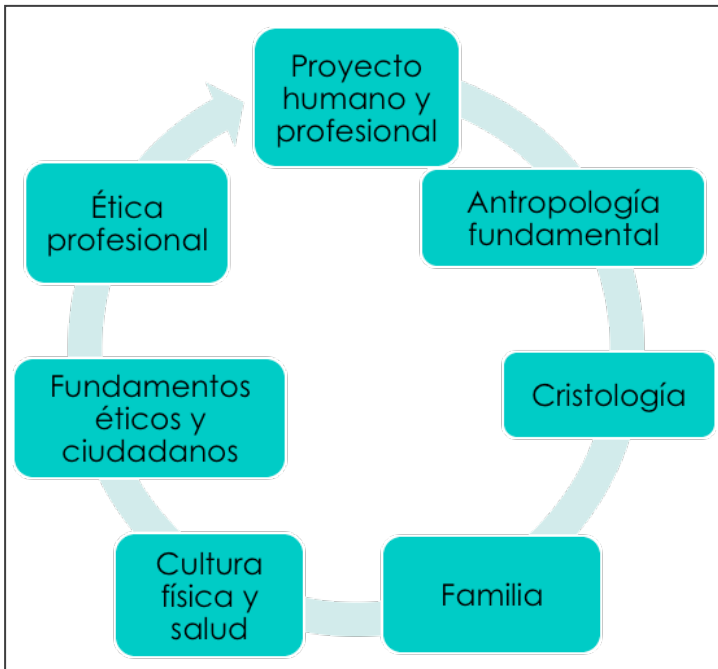 Proyecto
humano y
profesional
Antropología
fundamental
Cristología
Familia
Cultura
física y
salud
Fundamentos
éticos y
ciudadanos
Ética
profesional